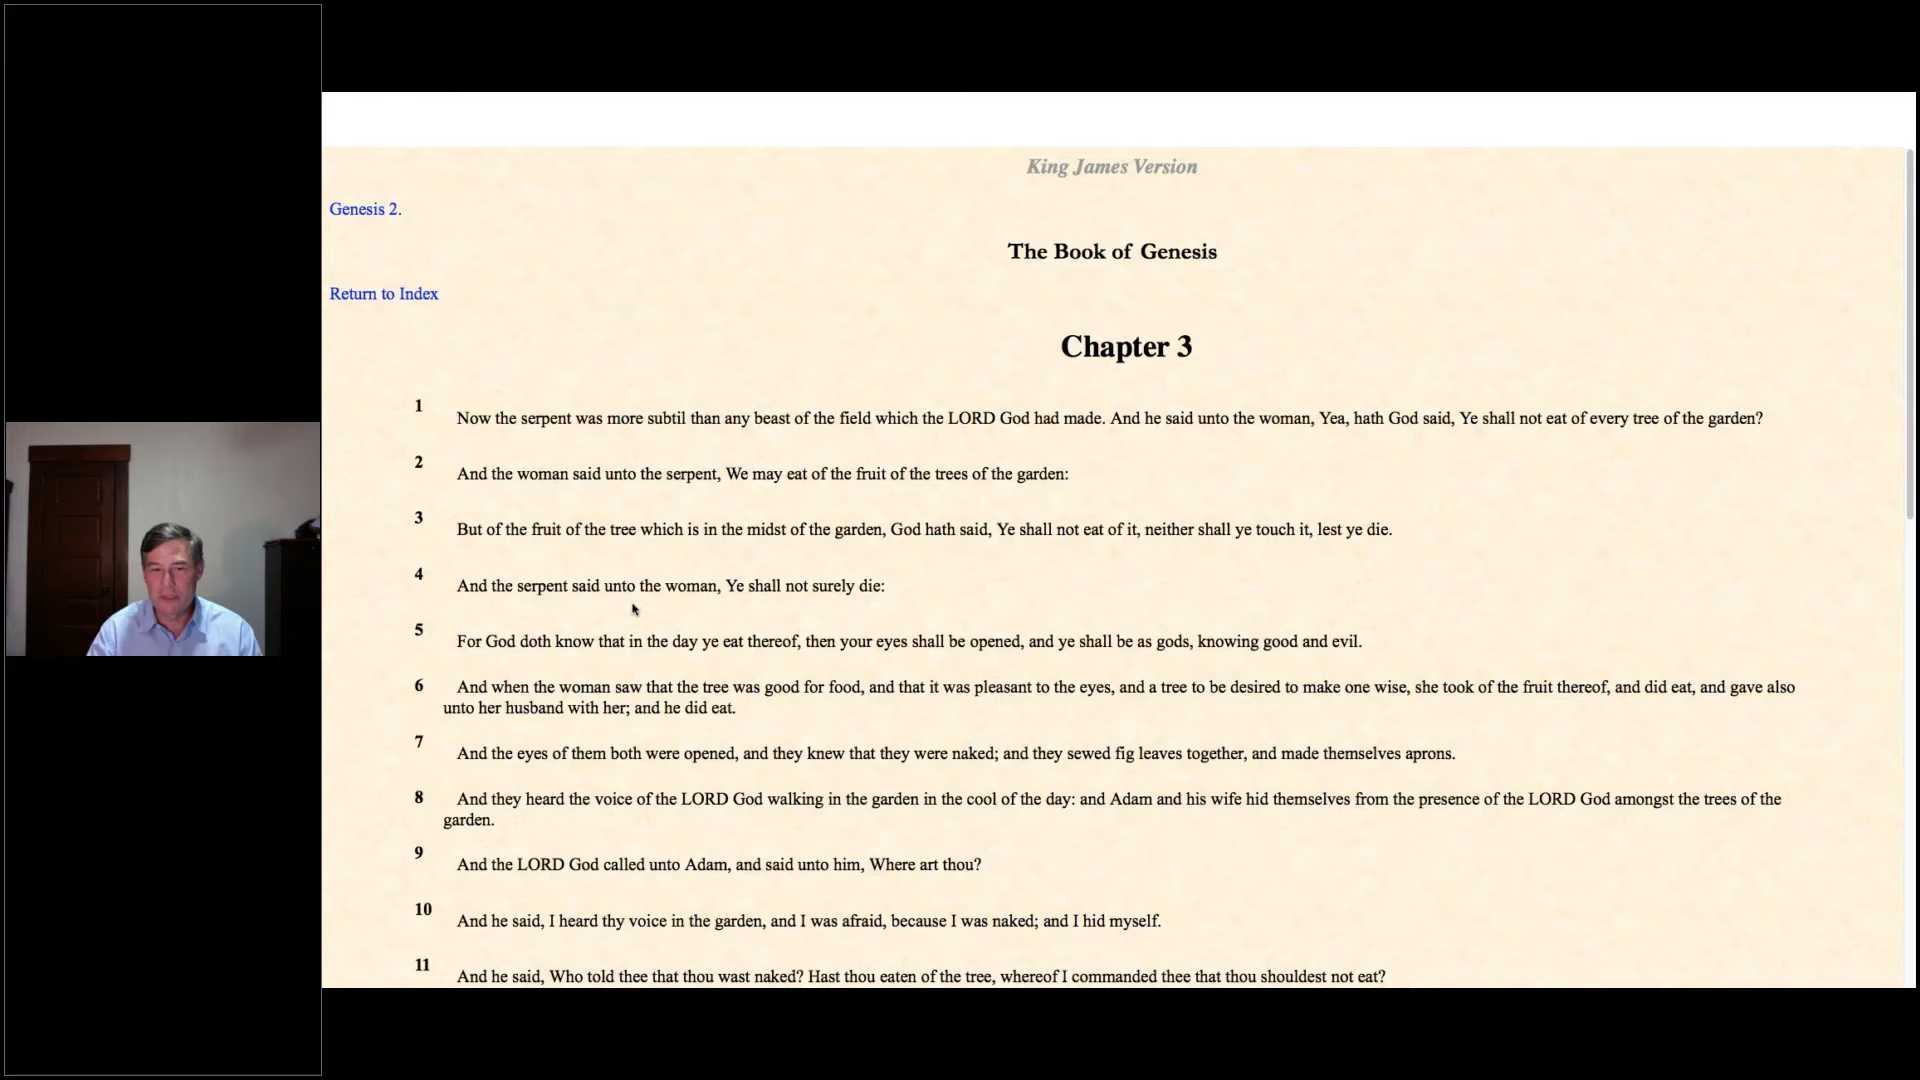 King James Version
Genesis 2.
The Book of Genesis
Return to Index
Chapter 3
1 Now the serpent was more subtil than any beast of the field which the LORD God had made. And he said unto the woman, Yea, hath God said, Ye shall not eat of every tree of the garden?
2 And the woman said unto the serpent, We may eat of the fruit of the trees of the garden:
3 But of the fruit of the tree which is in the midst of the garden, God hath said, Ye shall not eat of it, neither shall ye touch it, lest ye die.
4 And the serpent said unto the woman, Ye shall not surely die:
5 For God doth know that in the day ye eat thereof, then your eyes shall be opened, and ye shall be as gods, knowing good and evil.
6 And when the woman saw that the tree was good for food, and that it was pleasant to the eyes, and a tree to be desired to make one wise, she took of the fruit thereof, and did eat, and gave also
unto her husband with her; and he did eat.
7 And the eyes of them both were opened, and they knew that they were naked; and they sewed fig leaves together, and made themselves aprons.
8 And they heard the voice of the LORD God walking in the garden in the cool of the day: and Adam and his wife hid themselves from the presence of the LORD God amongst the trees of the
garden.
9 And the LORD God called unto Adam, and said unto him, Where art thou?
10 And he said, I heard thy voice in the garden, and I was afraid, because I was naked; and I hid myself.
11 And he said, Who told thee that thou wast naked? Hast thou eaten of the tree, whereof I commanded thee that thou shouldest not eat?